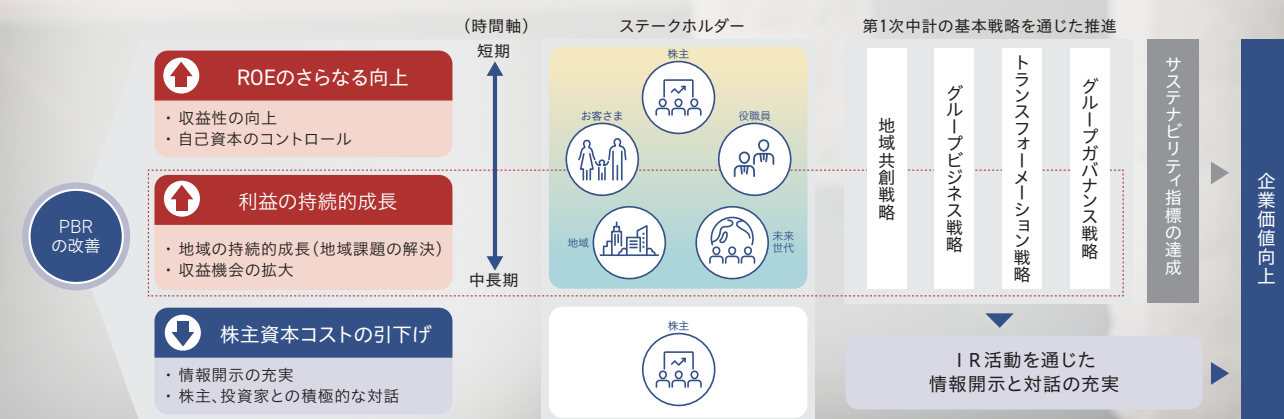 PBR
の改善
ROEのさらなる向上
・収益性の向上
・自己資本のコントロール
利益の持続的成長
・地域の持続的成長(地域課題の解決)
・収益機会の拡大
株主資本コストの引下げ
・情報開示の充実
・株主、投資家との積極的な対話
(時間軸)
短期
中長期
ステークホルダー
株主
お客さま
役職員
地域
未来
世代
株主
第1次中計の基本戦略を通じた推進
地域共創戦略
グループビジネス戦略
トランスフォーメーション戦略
グループガバナンス戦略
IR活動を通じた
情報開示と対話の充実
サステナビリティ指標の達成
企業価値向上